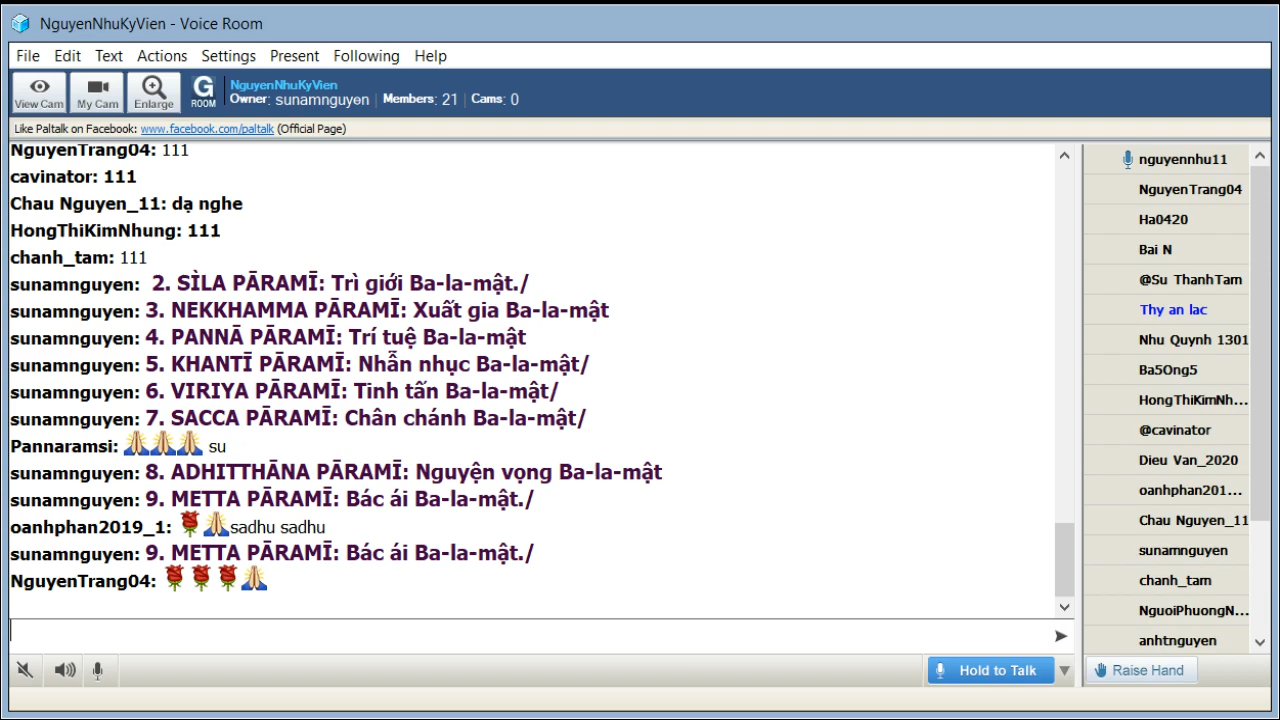 NguyenNhuKyVien - Voice Room
File Edit Text Actions Settings Present Following Help
View Cam My Cam Enlarge G ROOM
NguyenNhuKyVien
Owner: sunamnguyen | Members: 21 | Cams: 0
Like Paltalk on Facebook: www.facebook.com/paltalk (Official Page)
NguyenTrang04: 111
cavinator: 111
Chau Nguyen_11: dạ nghe
HongThiKimNhung: 111
chanh_tam: 111
sunamnguyen: 2. SÌLA PĀRAMĪ: Trì giới Ba-la-mật./
sunamnguyen: 3. NEKKHAMMA PĀRAMĪ: Xuất gia Ba-la-mật
sunamnguyen: 4. PANNĀ PĀRAMĪ: Trí tuệ Ba-la-mật
sunamnguyen: 5. KHANTĪ PĀRAMĪ: Nhẫn nhục Ba-la-mật/
sunamnguyen: 6. VIRIYA PĀRAMĪ: Tinh tấn Ba-la-mật/
sunamnguyen: 7. SACCA PĀRAMĪ: Chân chánh Ba-la-mật/
Pannaramsi: 🙏🙏🙏 su
sunamnguyen: 8. ADHITTHĀNA PĀRAMĪ: Nguyện vọng Ba-la-mật
sunamnguyen: 9. METTA PĀRAMĪ: Bác ái Ba-la-mật./
oanhphan2019_1: 🌹🙏sadhu sadhu
sunamnguyen: 9. METTA PĀRAMĪ: Bác ái Ba-la-mật./
NguyenTrang04: 🌹🌹🌹🙏
nguyennhu11
NguyenTrang04
Ha0420
Bai N
@Su ThanhTam
Thy an lac
Nhu Quynh 1301
Ba5Ong5
HongThiKimNh...
@cavinator
Dieu Van_2020
oanhphan201...
Chau Nguyen_11
sunamnguyen
chanh_tam
NguoiPhuongN...
anhtnguyen
Hold to Talk
Raise Hand